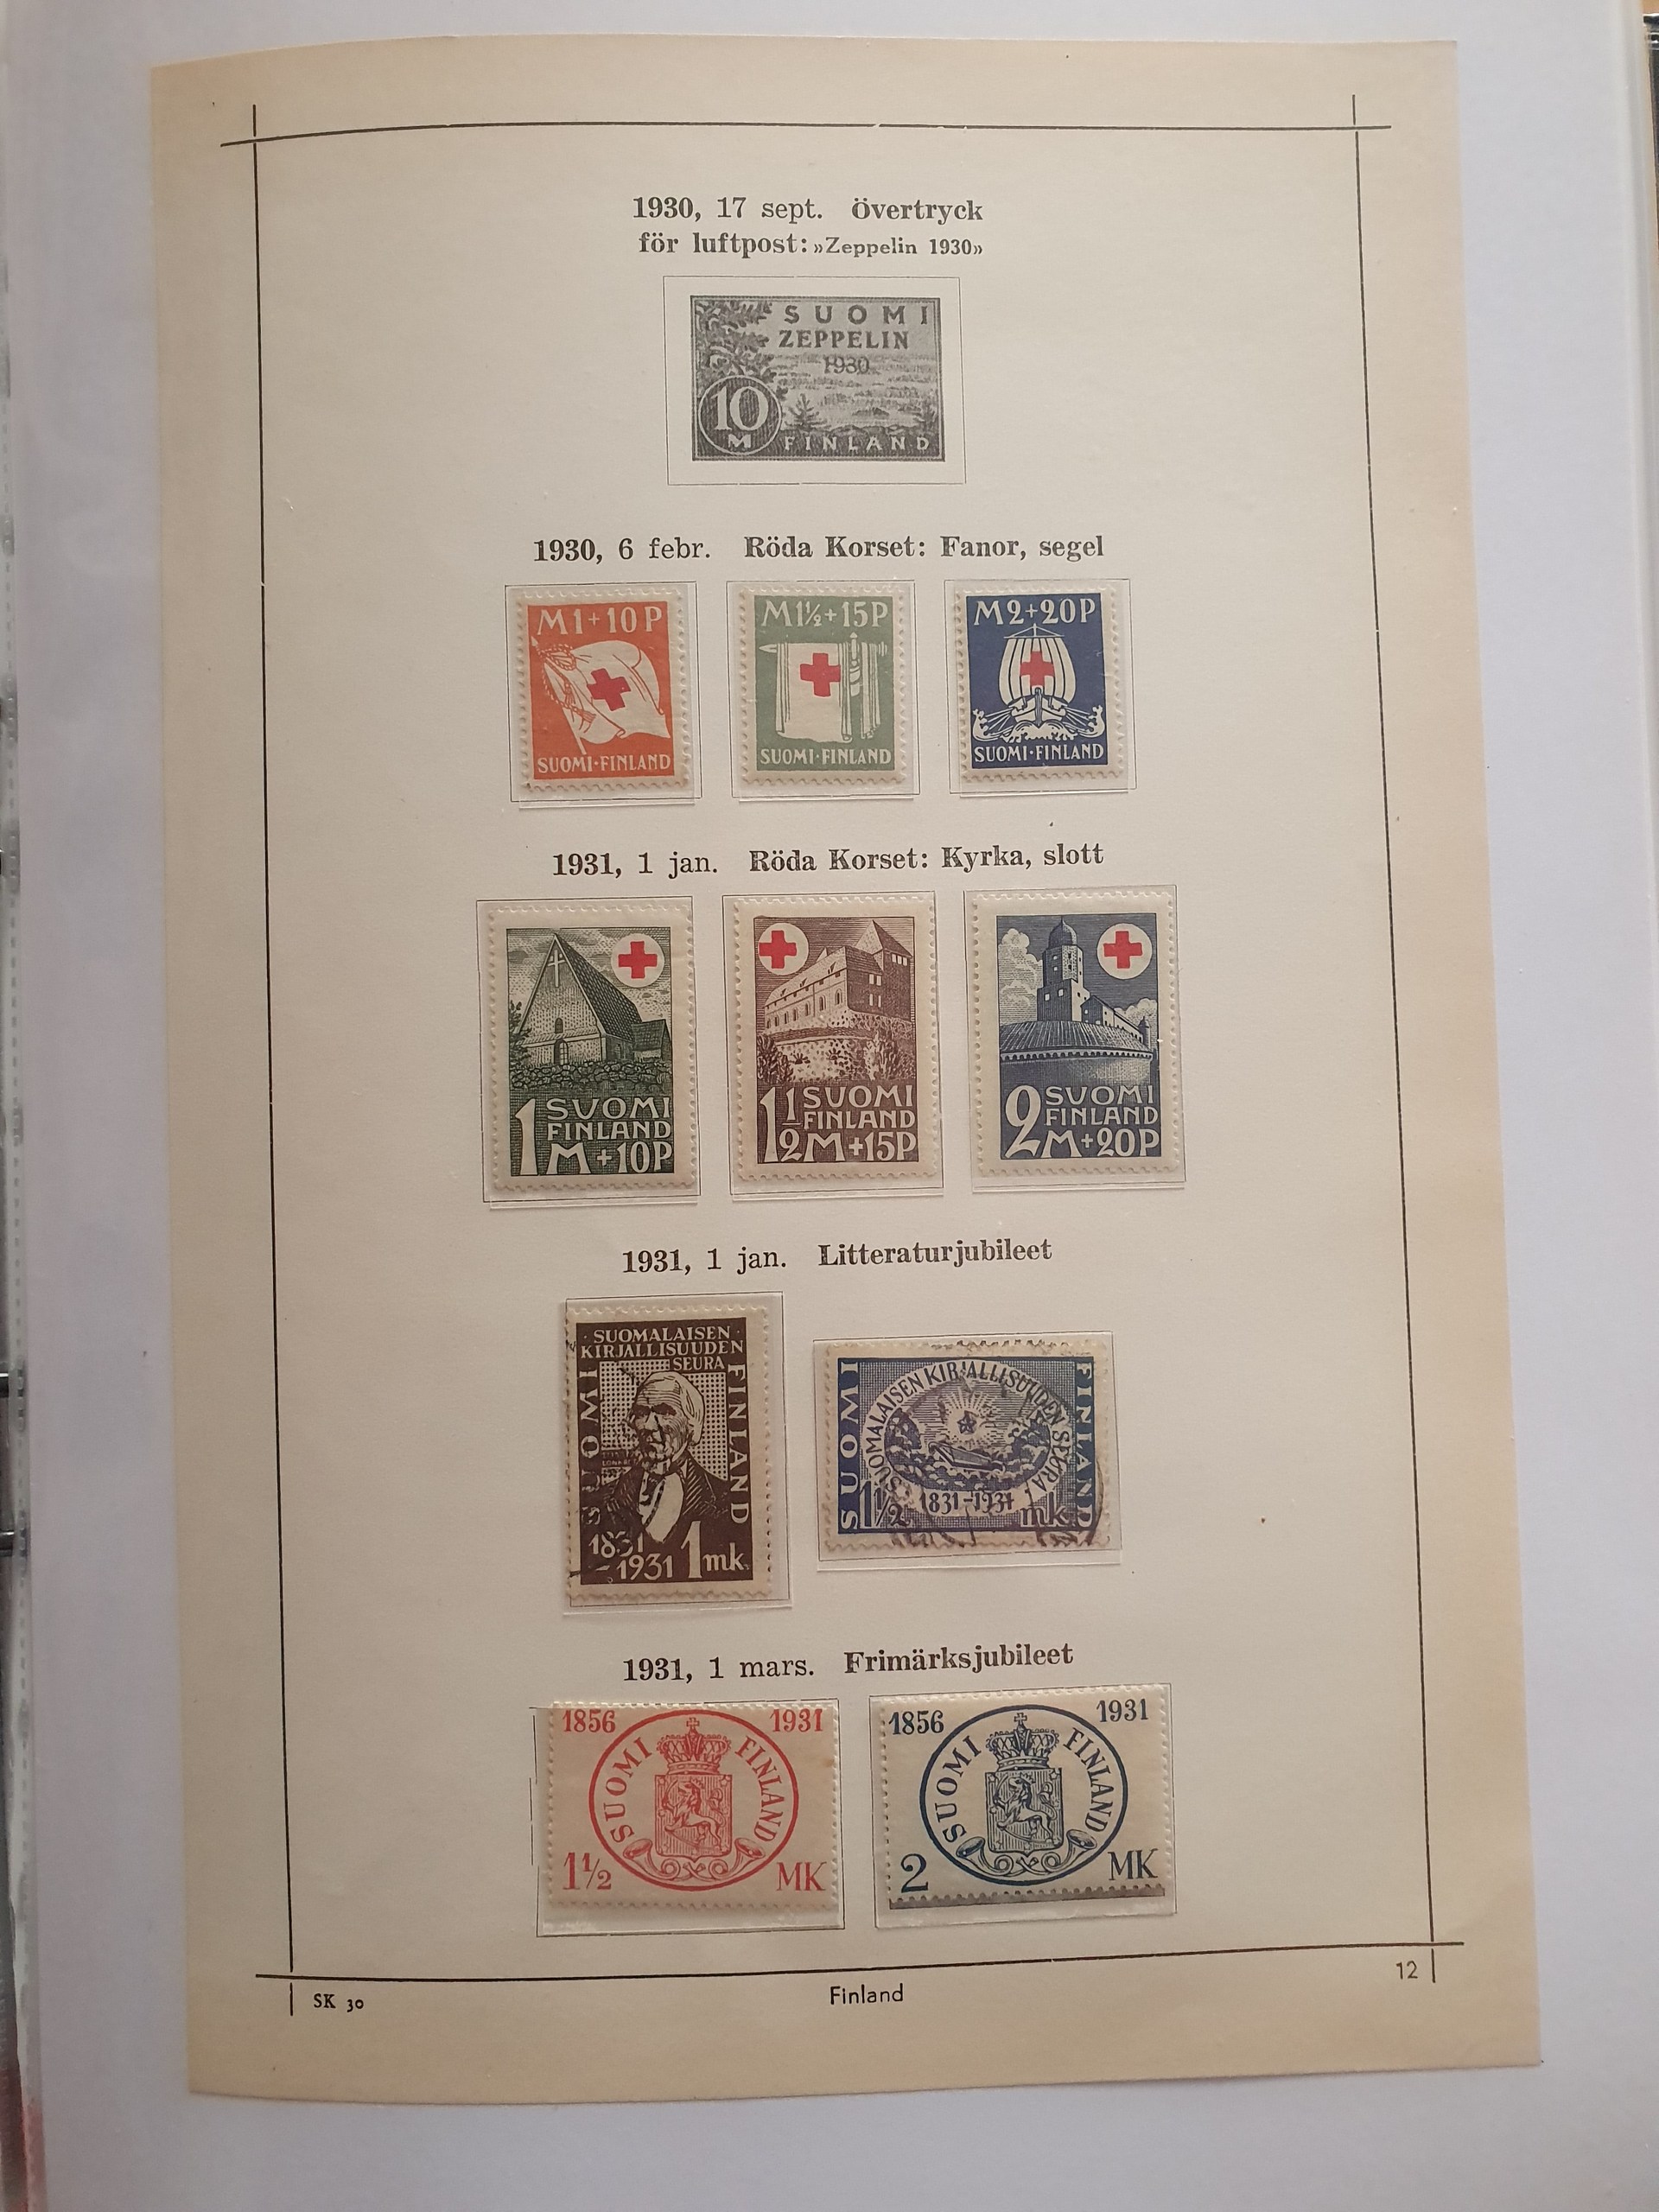 1930, 17 sept. Övertryck
för luftpost: »Zeppelin 1930»
SUOMI
ZEPPELIN
1930
10
M FINLAND
1930, 6 febr. Röda Korset: Fanor, segel
M1+10P
SUOMI·FINLAND
M1½+15P
SUOMI·FINLAND
M2+20P
SUOMI·FINLAND
1931, 1 jan. Röda Korset: Kyrka, slott
1 SUOMI
FINLAND
M+10P
1½ SUOMI
FINLAND
M+15P
2 SUOMI
FINLAND
M+20P
1931, 1 jan. Litteraturjubileet
·SUOMALAISEN·
KIRJALLISUUDEN
SEURA
SUOMI
FINLAND
1831
-1931 1mk.
SUOMI
SUOMALAISEN KIRJALLISUUDEN SEURA
FINLAND
1½ 1831-1931 mk.
1931, 1 mars. Frimärksjubileet
1856 1931
SUOMI FINLAND
1½ MK
1856 1931
SUOMI FINLAND
2 MK
SK 30
Finland
12